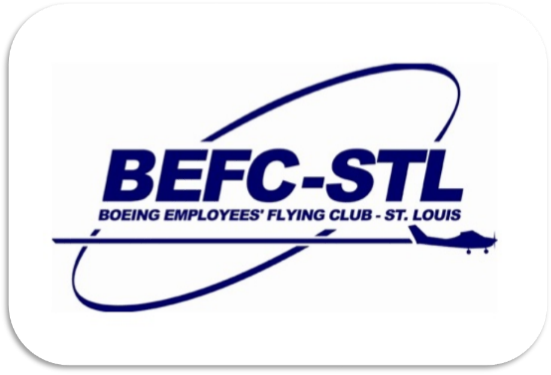 BEFC-STL
BOEING EMPLOYEES' FLYING CLUB - ST. LOUIS